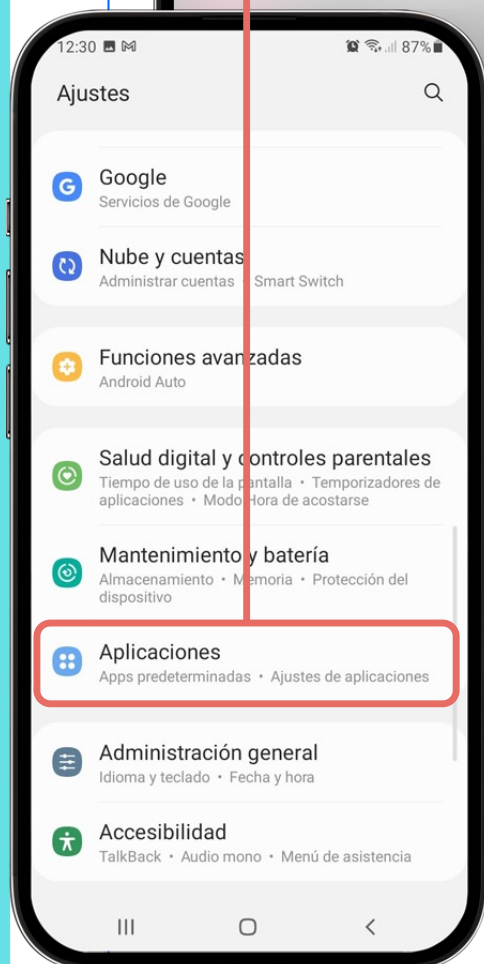 12:30 87%
Ajustes
Google
Servicios de Google
Nube y cuentas
Administrar cuentas • Smart Switch
Funciones avanzadas
Android Auto
Salud digital y controles parentales
Tiempo de uso de la pantalla • Temporizadores de
aplicaciones • Modo Hora de acostarse
Mantenimiento y batería
Almacenamiento • Memoria • Protección del
dispositivo
Aplicaciones
Apps predeterminadas • Ajustes de aplicaciones
Administración general
Idioma y teclado • Fecha y hora
Accesibilidad
TalkBack • Audio mono • Menú de asistencia